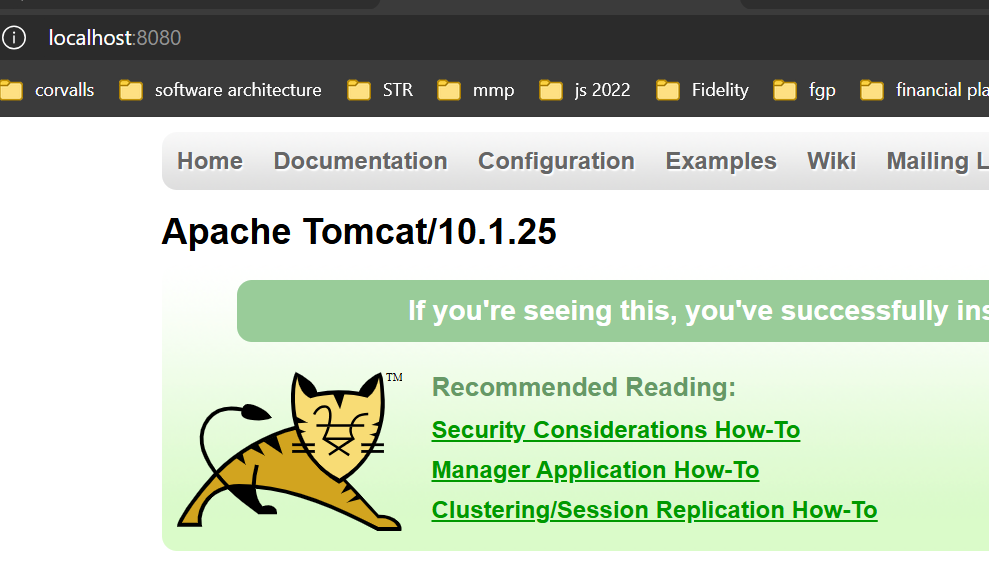 localhost:8080
corvalls software architecture STR mmp js 2022 Fidelity fgp financial pla
Home Documentation Configuration Examples Wiki Mailing L
Apache Tomcat/10.1.25
If you're seeing this, you've successfully ins
TM
Recommended Reading:
Security Considerations How-To
Manager Application How-To
Clustering/Session Replication How-To